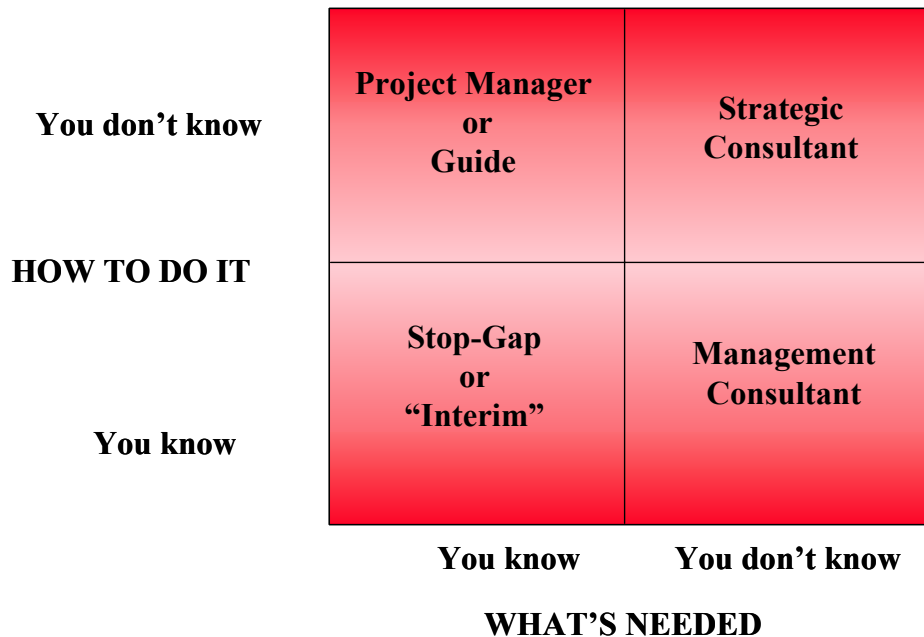 Project Manager
or
Guide
Strategic
Consultant
You don’t know
HOW TO DO IT
Stop-Gap
or
“Interim”
Management
Consultant
You know
You know
You don’t know
WHAT’S NEEDED